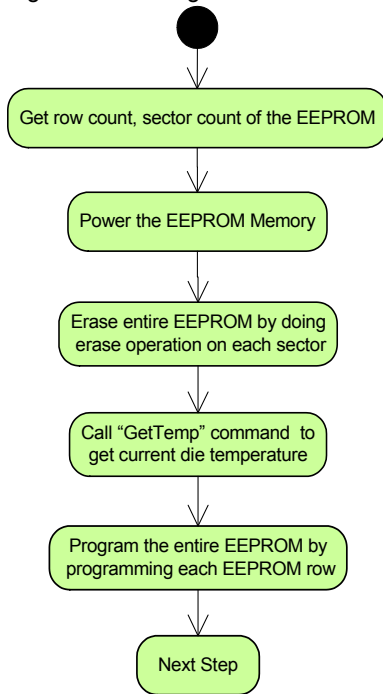 Get row count, sector count of the EEPROM
Power the EEPROM Memory
Erase entire EEPROM by doing
erase operation on each sector
Call “GetTemp” command to
get current die temperature
Program the entire EEPROM by
programming each EEPROM row
Next Step